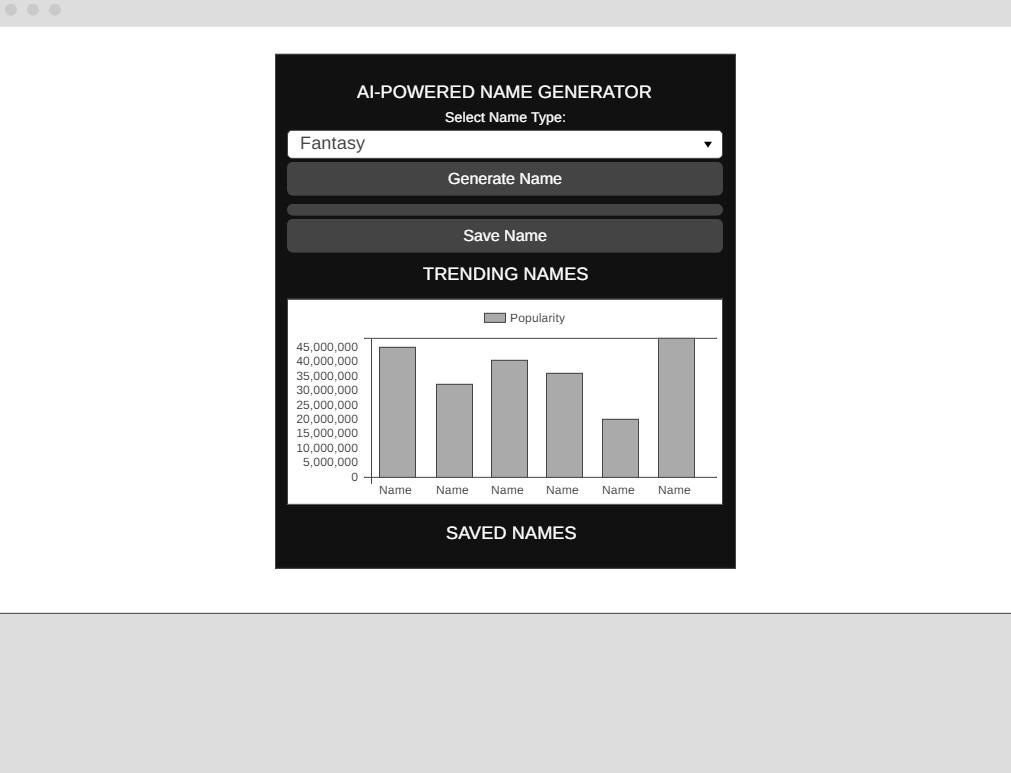 AI-POWERED NAME GENERATOR
Select Name Type:
Fantasy
Generate Name
Save Name
TRENDING NAMES
Popularity
45,000,000
40,000,000
35,000,000
30,000,000
25,000,000
20,000,000
15,000,000
10,000,000
5,000,000
0
Name Name Name Name Name Name
SAVED NAMES